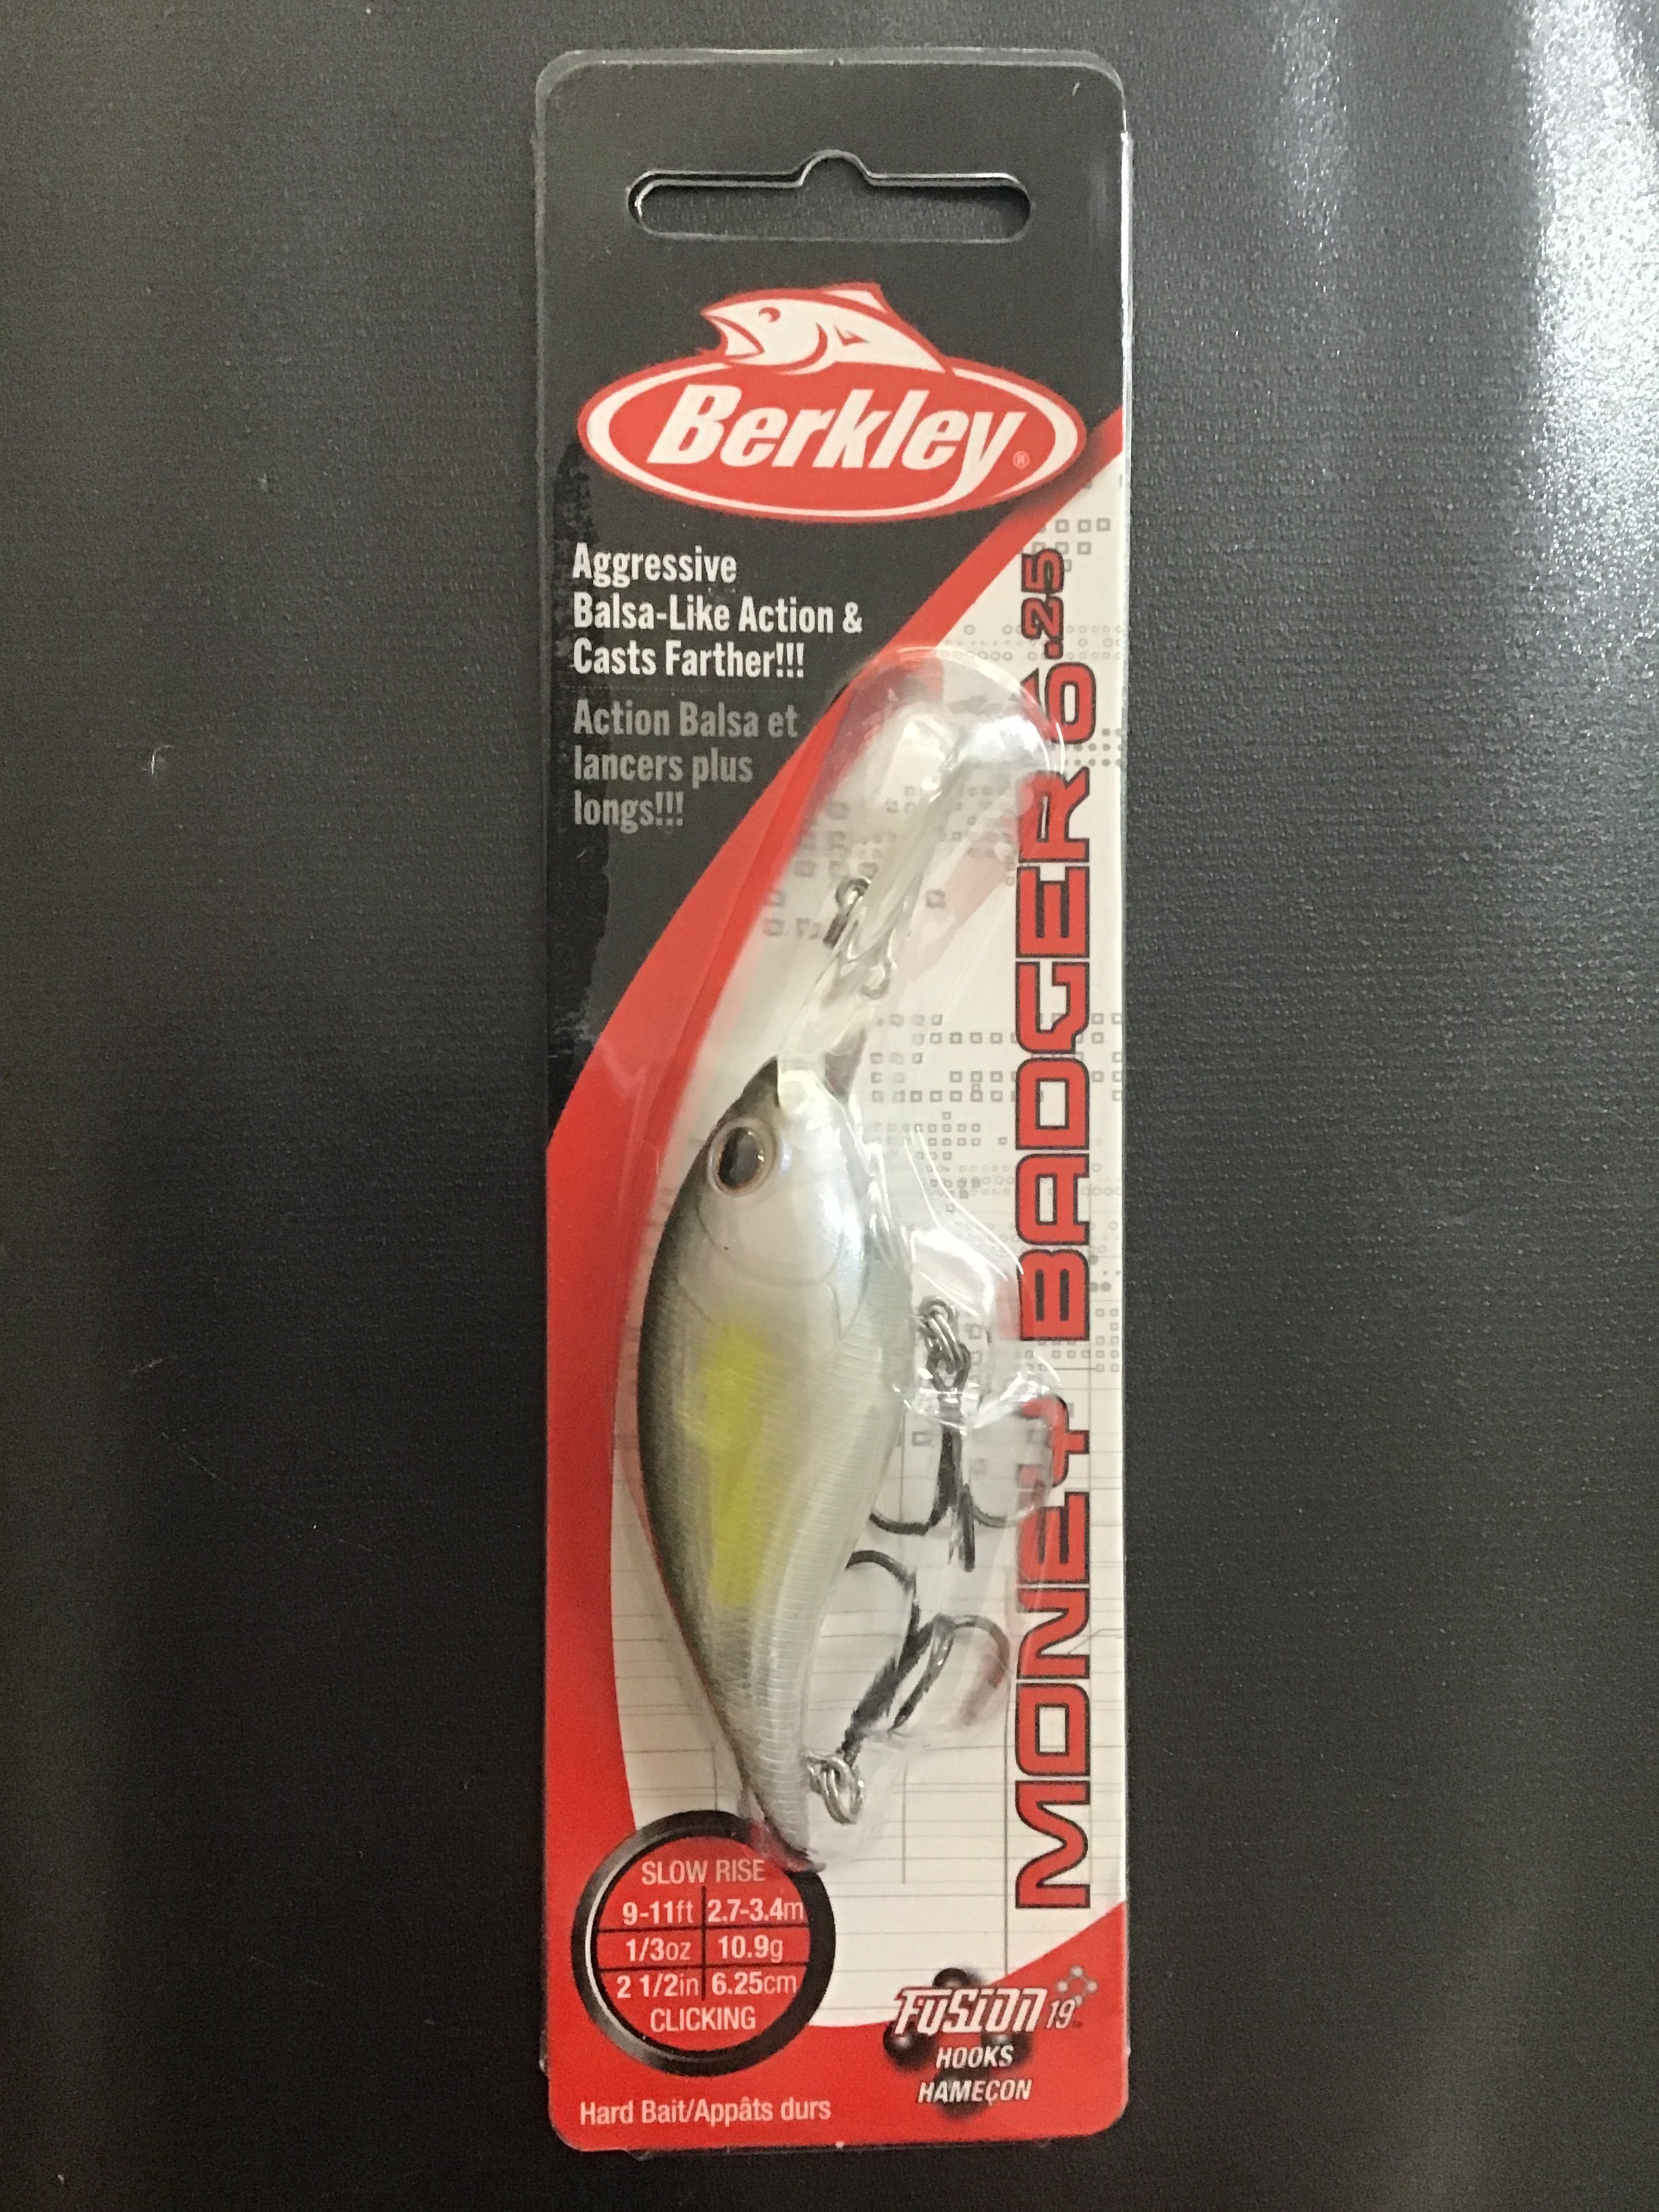 Berkley®
Aggressive
Balsa-Like Action &
Casts Farther!!!
Action Balsa et
lancers plus
longs!!!
MONEY BADGER 6.25
SLOW RISE
9-11ft 2.7-3.4m
1/3oz 10.9g
2 1/2in 6.25cm
CLICKING
FUSION 19™
HOOKS
HAMEÇON
Hard Bait/Appâts durs